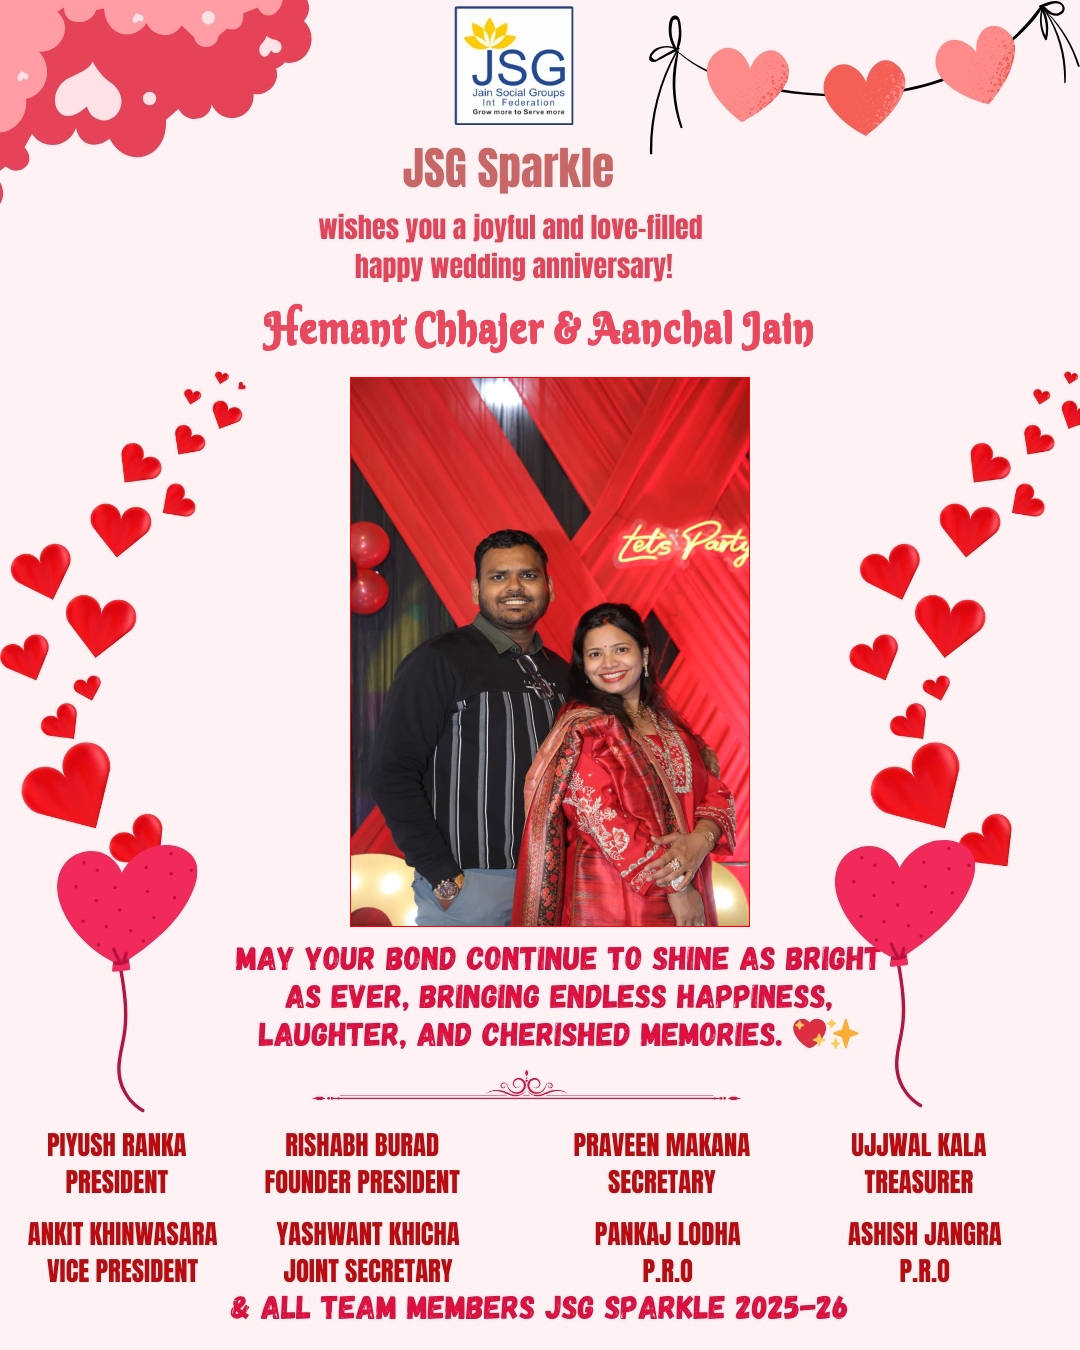 JSG
Jain Social Groups
Int Federation
Grow more to Serve more
JSG Sparkle
wishes you a joyful and love-filled
happy wedding anniversary!
Hemant Chhajer & Aanchal Jain
Let's Party
MAY YOUR BOND CONTINUE TO SHINE AS BRIGHT
AS EVER, BRINGING ENDLESS HAPPINESS,
LAUGHTER, AND CHERISHED MEMORIES. 💖✨
PIYUSH RANKA
PRESIDENT
RISHABH BURAD
FOUNDER PRESIDENT
PRAVEEN MAKANA
SECRETARY
UJJWAL KALA
TREASURER
ANKIT KHINWASARA
VICE PRESIDENT
YASHWANT KHICHA
JOINT SECRETARY
PANKAJ LODHA
P.R.O
ASHISH JANGRA
P.R.O
& ALL TEAM MEMBERS JSG SPARKLE 2025-26